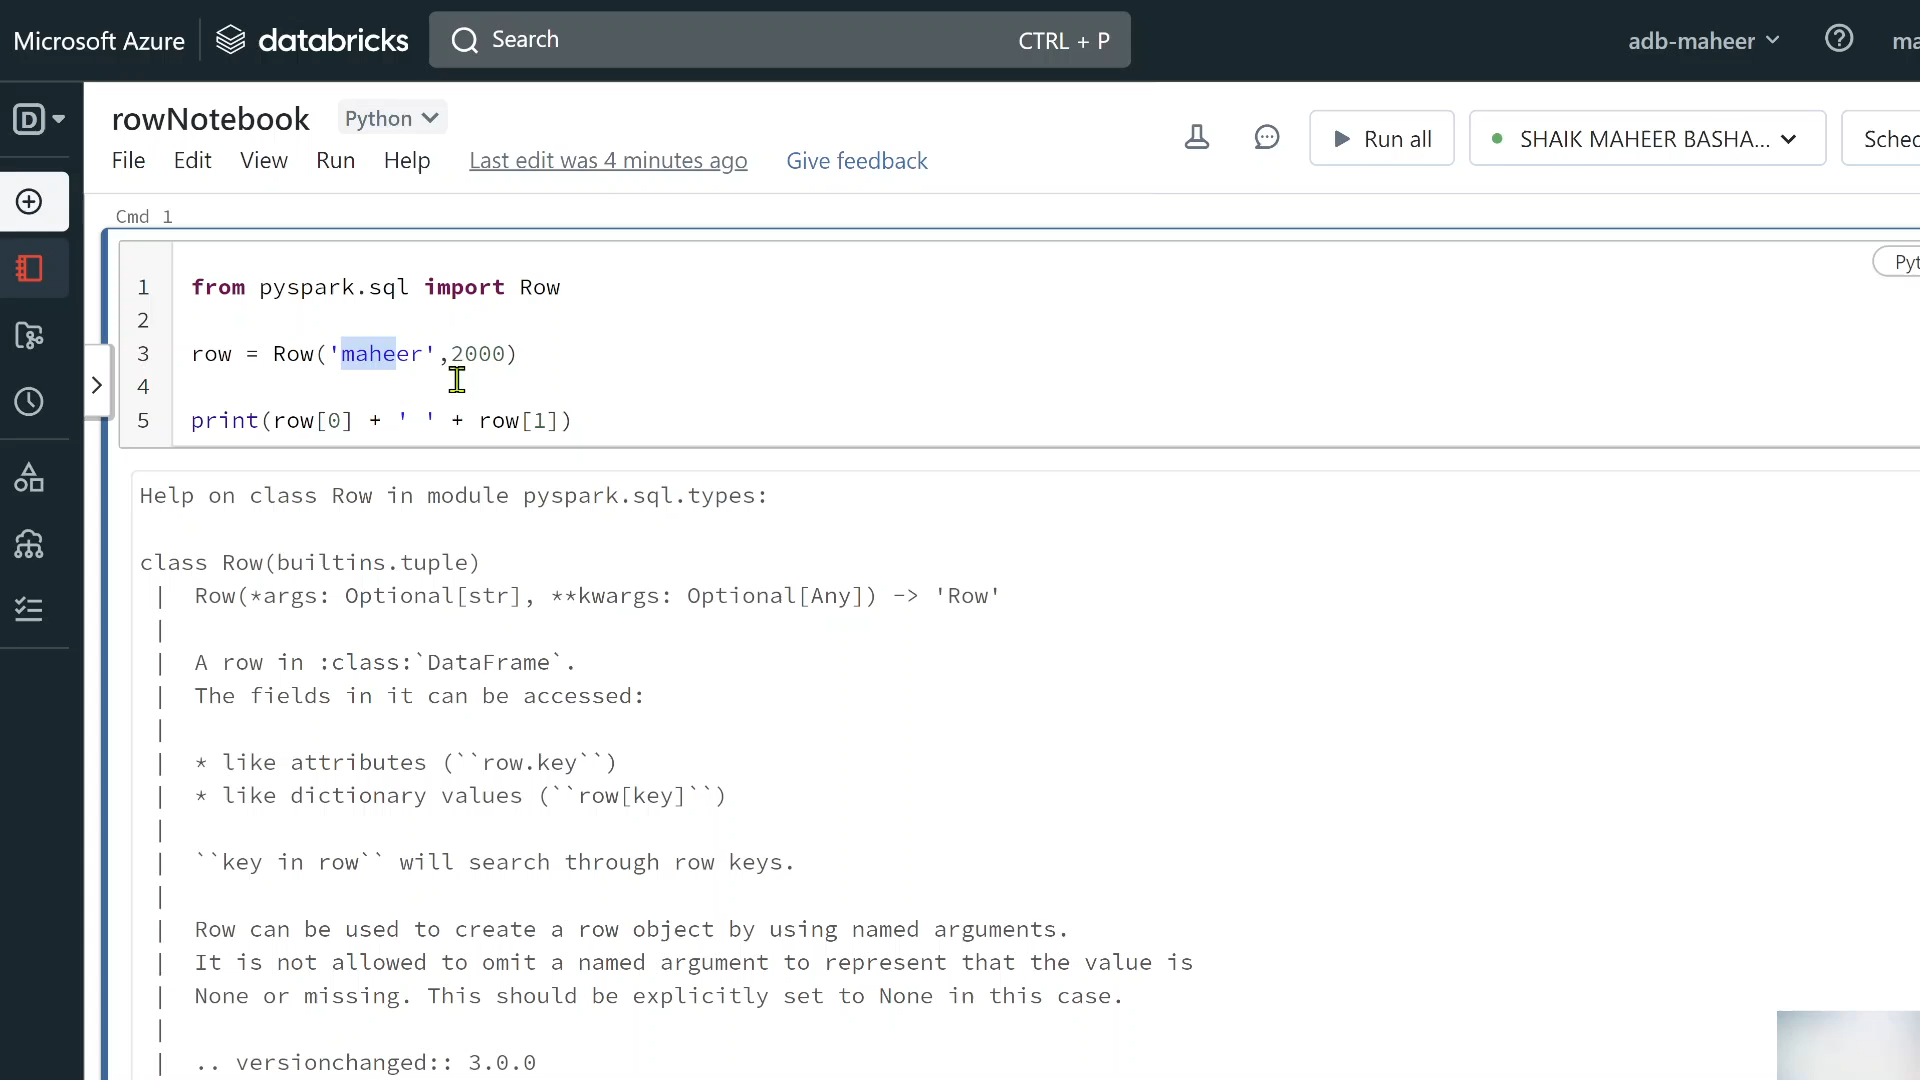 Microsoft Azure databricks Search CTRL + P adb-maheer
rowNotebook Python
File Edit View Run Help Last edit was 4 minutes ago Give feedback Run all SHAIK MAHEER BASHA...
Cmd 1
1 from pyspark.sql import Row
2
3 row = Row('maheer',2000)
4
5 print(row[0] + ' ' + row[1])
Help on class Row in module pyspark.sql.types:
class Row(builtins.tuple)
| Row(*args: Optional[str], **kwargs: Optional[Any]) -> 'Row'
|
| A row in :class:`DataFrame`.
| The fields in it can be accessed:
|
| * like attributes (``row.key``)
| * like dictionary values (``row[key]``)
|
| ``key in row`` will search through row keys.
|
| Row can be used to create a row object by using named arguments.
| It is not allowed to omit a named argument to represent that the value is
| None or missing. This should be explicitly set to None in this case.
|
| .. versionchanged:: 3.0.0